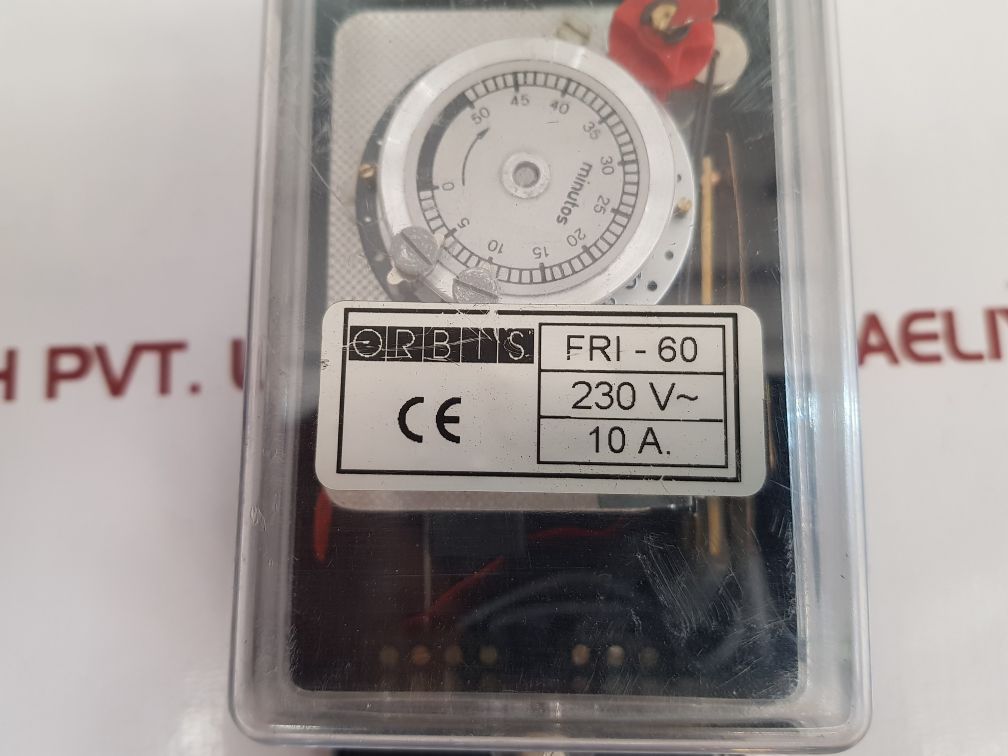 50
45
40
35
30
25
20
15
10
5
0
minutos
ORBIS
CE
FRI - 60
230 V~
10 A.
H PVT.
AELI